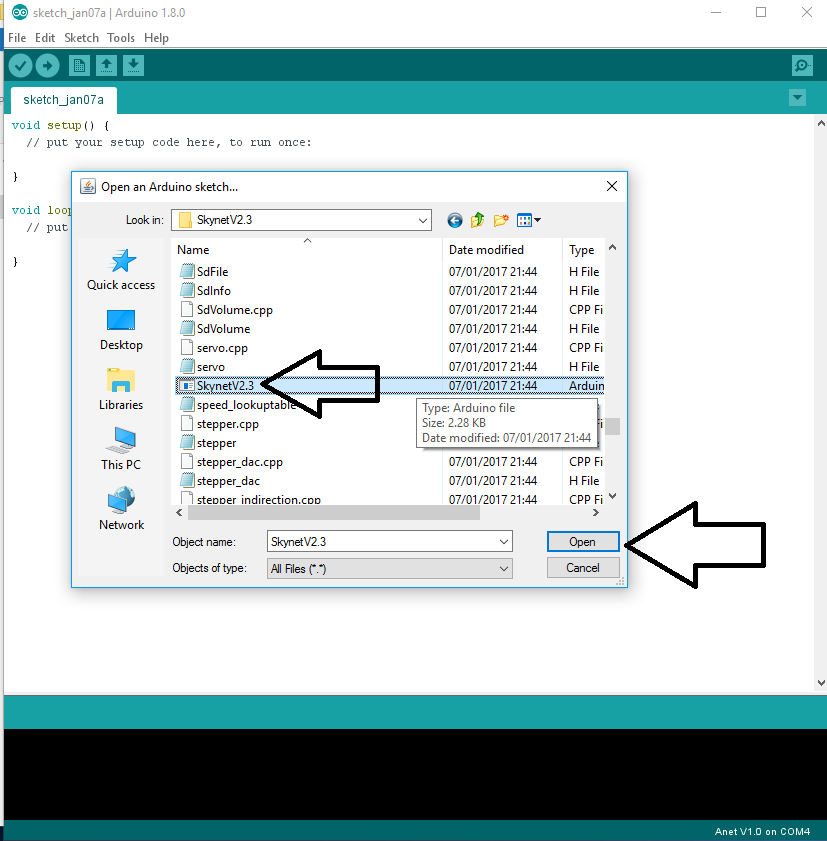 sketch_jan07a | Arduino 1.8.0
File Edit Sketch Tools Help
sketch_jan07a
void setup() {
// put your setup code here, to run once:
}
void loop
// put
}
Open an Arduino sketch...
Look in: SkynetV2.3
Name Date modified Type
SdFile 07/01/2017 21:44 H File
SdInfo 07/01/2017 21:44 H File
SdVolume.cpp 07/01/2017 21:44 CPP Fi
SdVolume 07/01/2017 21:44 H File
servo.cpp 07/01/2017 21:44 CPP Fi
servo 07/01/2017 21:44 H File
SkynetV2.3 07/01/2017 21:44 Arduin
speed_lookuptable
stepper.cpp
stepper
stepper_dac.cpp 07/01/2017 21:44 CPP Fi
stepper_dac 07/01/2017 21:44 H File
stepper_indirection.cpp 07/01/2017 21:44 CPP Fi
Type: Arduino file
Size: 2.28 KB
Date modified: 07/01/2017 21:44
Quick access
Desktop
Libraries
This PC
Network
Object name: SkynetV2.3 Open
Objects of type: All Files (*.*) Cancel
Anet V1.0 on COM4